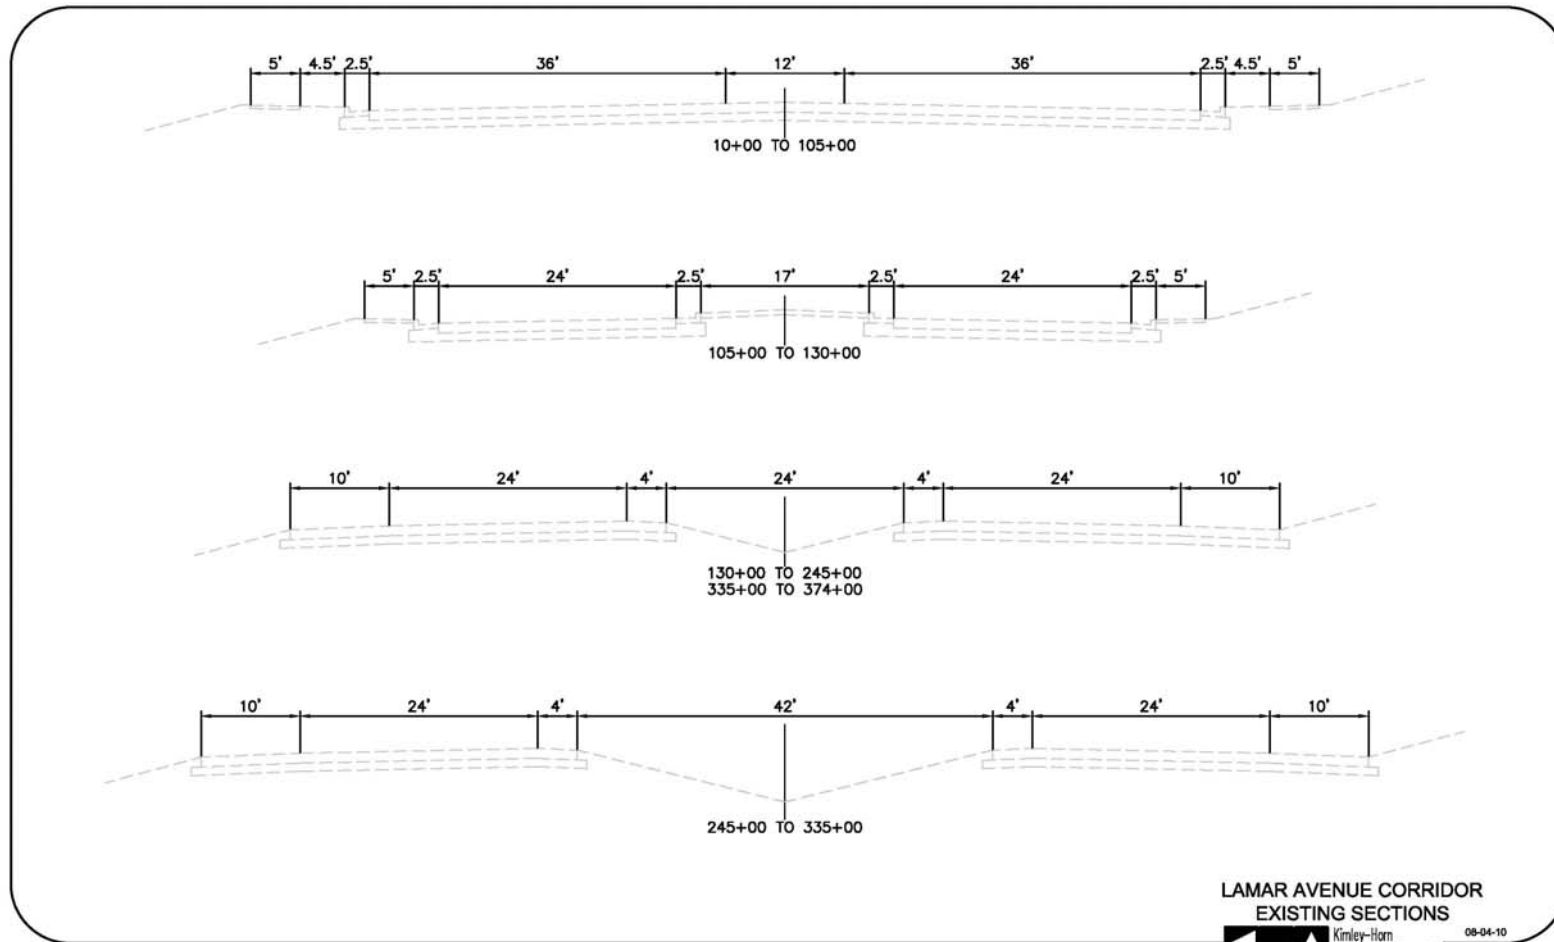 5' 4.5' 2.5' 36' 12' 36' 2.5' 4.5' 5'
10+00 TO 105+00
5' 2.5' 24' 2.5' 17' 2.5' 24' 2.5' 5'
105+00 TO 130+00
10' 24' 4' 24' 4' 24' 10'
130+00 TO 245+00
335+00 TO 374+00
10' 24' 4' 42' 4' 24' 10'
245+00 TO 335+00
LAMAR AVENUE CORRIDOR
EXISTING SECTIONS
Kimley-Horn
08-04-10